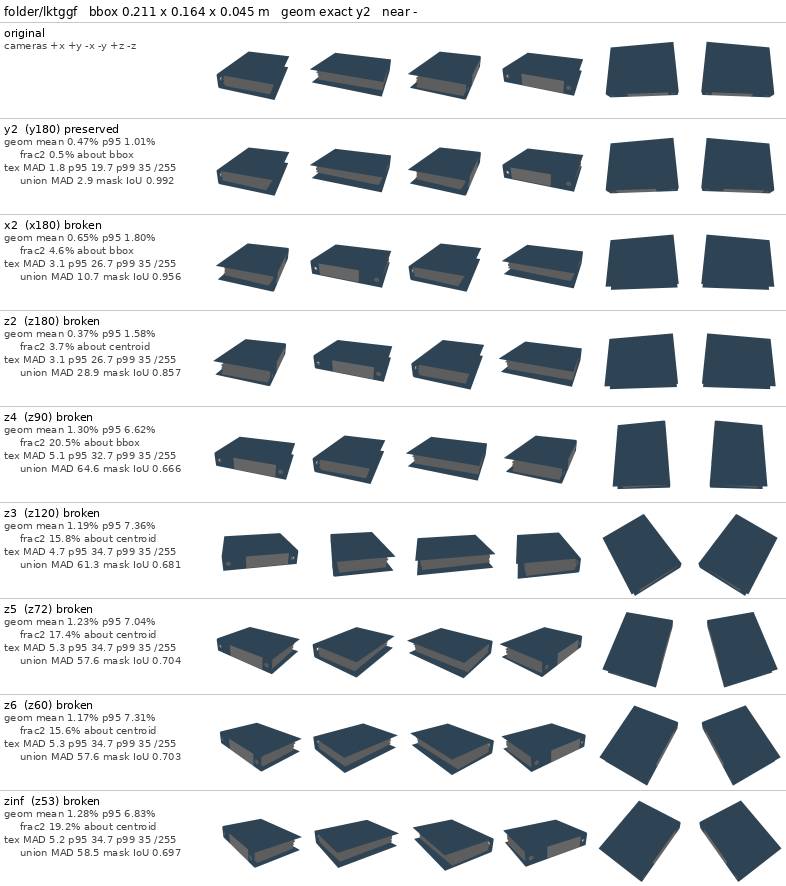 folder/lktggf bbox 0.211 x 0.164 x 0.045 m geom exact y2 near -
original
cameras +x +y -x -y +z -z
y2 (y180) preserved
geom mean 0.47% p95 1.01%
frac2 0.5% about bbox
tex MAD 1.8 p95 19.7 p99 35 /255
union MAD 2.9 mask IoU 0.992
x2 (x180) broken
geom mean 0.65% p95 1.80%
frac2 4.6% about bbox
tex MAD 3.1 p95 26.7 p99 35 /255
union MAD 10.7 mask IoU 0.956
z2 (z180) broken
geom mean 0.37% p95 1.58%
frac2 3.7% about centroid
tex MAD 3.1 p95 26.7 p99 35 /255
union MAD 28.9 mask IoU 0.857
z4 (z90) broken
geom mean 1.30% p95 6.62%
frac2 20.5% about bbox
tex MAD 5.1 p95 32.7 p99 35 /255
union MAD 64.6 mask IoU 0.666
z3 (z120) broken
geom mean 1.19% p95 7.36%
frac2 15.8% about centroid
tex MAD 4.7 p95 34.7 p99 35 /255
union MAD 61.3 mask IoU 0.681
z5 (z72) broken
geom mean 1.23% p95 7.04%
frac2 17.4% about centroid
tex MAD 5.3 p95 34.7 p99 35 /255
union MAD 57.6 mask IoU 0.704
z6 (z60) broken
geom mean 1.17% p95 7.31%
frac2 15.6% about centroid
tex MAD 5.3 p95 34.7 p99 35 /255
union MAD 57.6 mask IoU 0.703
zinf (z53) broken
geom mean 1.28% p95 6.83%
frac2 19.2% about centroid
tex MAD 5.2 p95 34.7 p99 35 /255
union MAD 58.5 mask IoU 0.697